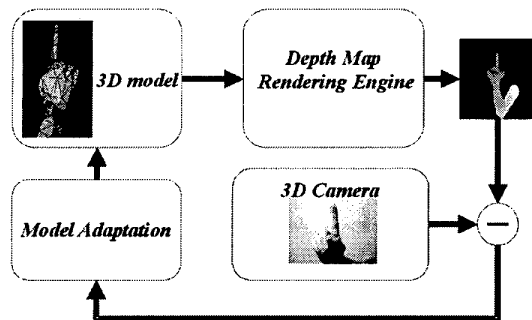 3D model
Depth Map
Rendering Engine
Model Adaptation
3D Camera